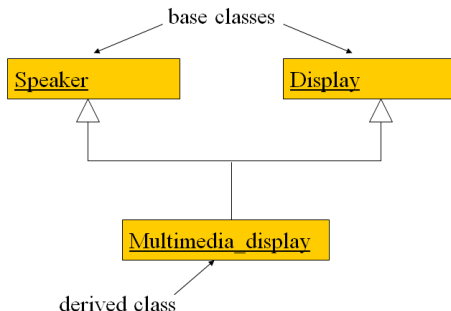 base classes
Speaker
Display
Multimedia_display
derived class